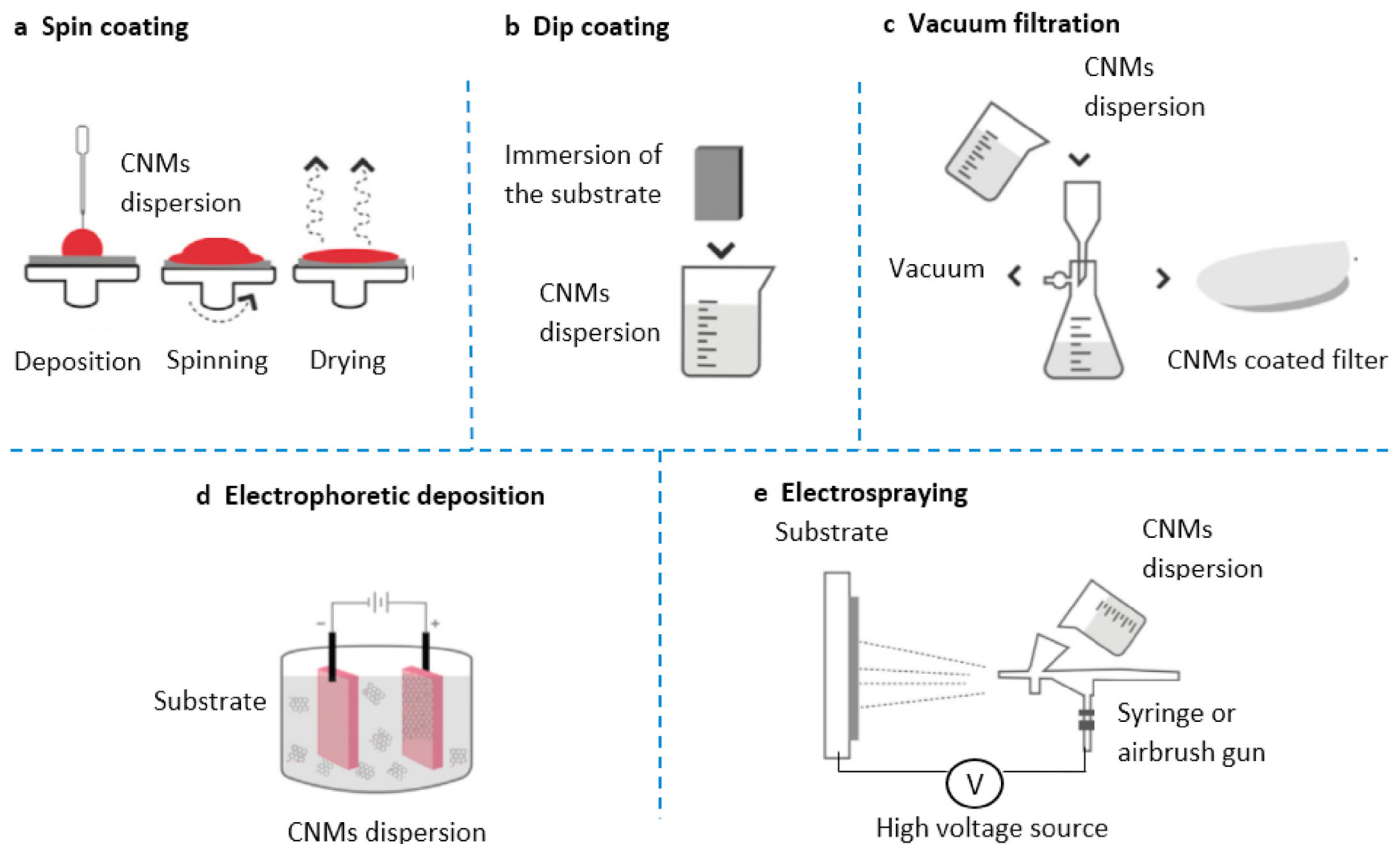 a Spin coating
CNMs
dispersion
Deposition
Spinning
Drying
b Dip coating
Immersion of
the substrate
CNMs
dispersion
c Vacuum filtration
CNMs
dispersion
Vacuum
CNMs coated filter
d Electrophoretic deposition
− +
Substrate
CNMs dispersion
e Electrospraying
Substrate
CNMs
dispersion
Syringe or
airbrush gun
V
High voltage source